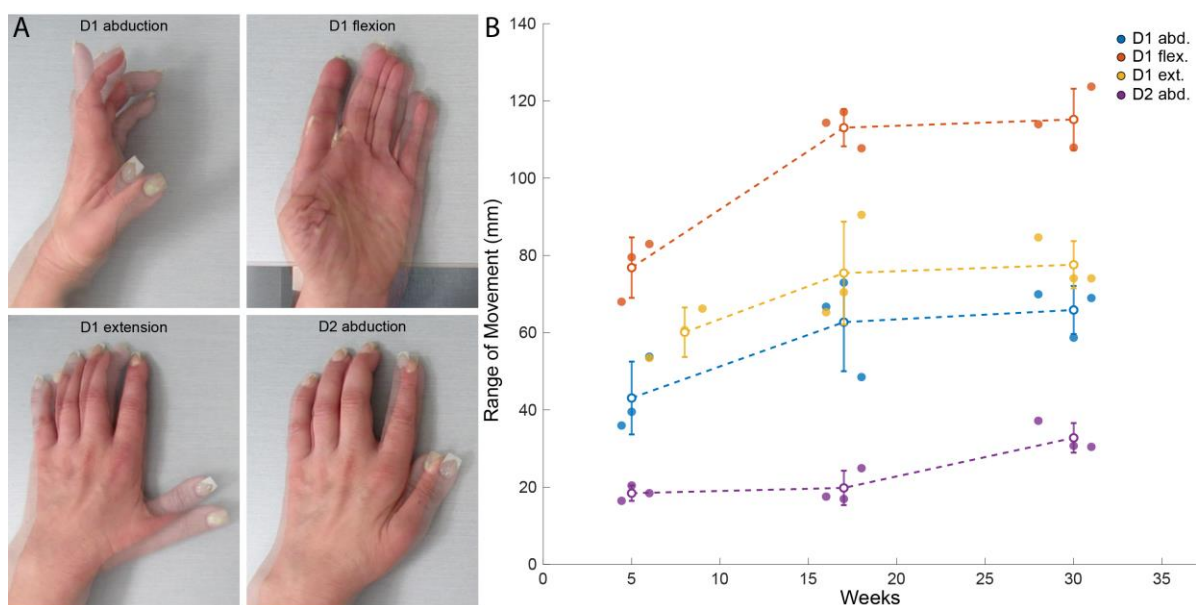 A
D1 abduction
D1 flexion
D1 extension
D2 abduction
B
140
120
100
80
60
40
20
0
Range of Movement (mm)
D1 abd.
D1 flex.
D1 ext.
D2 abd.
0 5 10 15 20 25 30 35
Weeks